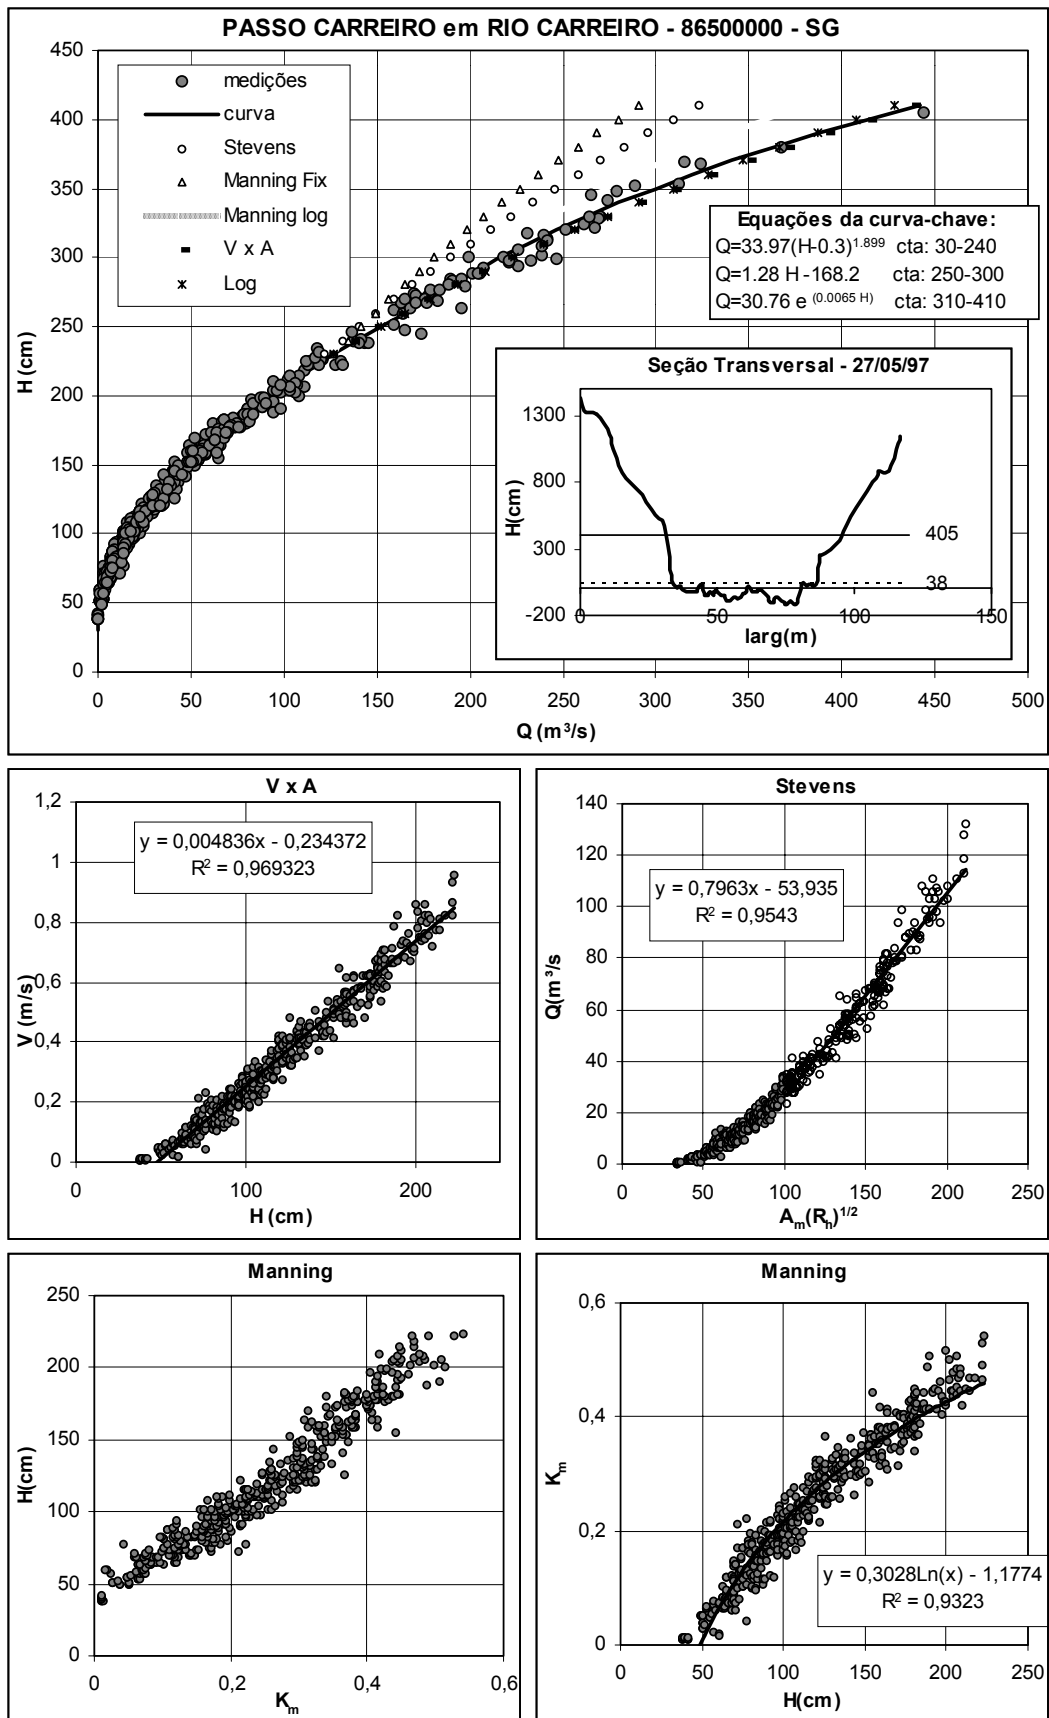 PASSO CARREIRO em RIO CARREIRO - 86500000 - SG
450
400
350
300
250
200
150
100
50
0
H (cm)
medições
curva
Stevens
Manning Fix
Manning log
V x A
Log
Equações da curva-chave:
Q=33.97(H-0.3)^1.899 cta: 30-240
Q=1.28 H -168.2 cta: 250-300
Q=30.76 e ^(0.0065 H) cta: 310-410
Seção Transversal - 27/05/97
1300
800
300
-200
H(cm)
405
38
0 50 100 150
larg(m)
0 50 100 150 200 250 300 350 400 450 500
Q (m³/s)
V x A
1,2
1
0,8
0,6
0,4
0,2
0
V (m/s)
y = 0,004836x - 0,234372
R² = 0,969323
0 100 200
H (cm)
Stevens
140
120
100
80
60
40
20
0
Q(m³/s
y = 0,7963x - 53,935
R² = 0,9543
0 50 100 150 200 250
Aₘ(Rₕ)^1/2
Manning
250
200
150
100
50
0
H(cm)
0 0,2 0,4 0,6
Kₘ
Manning
0,6
0,4
0,2
0
Kₘ
y = 0,3028Ln(x) - 1,1774
R² = 0,9323
0 50 100 150 200 250
H(cm)